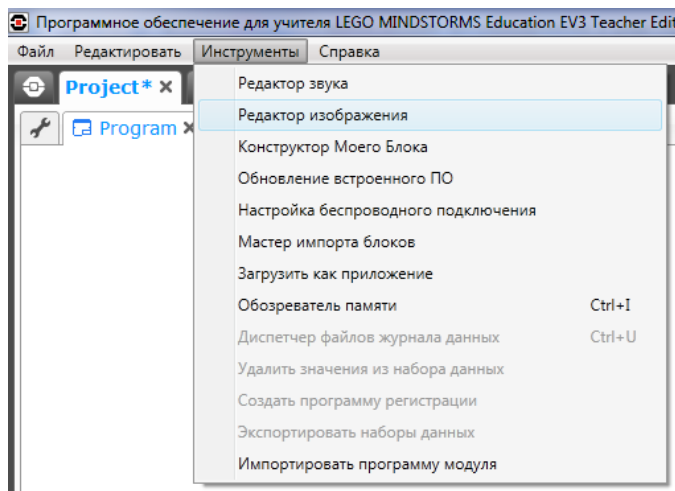 Программное обеспечение для учителя LEGO MINDSTORMS Education EV3 Teacher Edit
Файл Редактировать Инструменты Справка
Project*
Program
Редактор звука
Редактор изображения
Конструктор Моего Блока
Обновление встроенного ПО
Настройка беспроводного подключения
Мастер импорта блоков
Загрузить как приложение
Обозреватель памяти Ctrl+I
Диспетчер файлов журнала данных Ctrl+U
Удалить значения из набора данных
Создать программу регистрации
Экспортировать наборы данных
Импортировать программу модуля